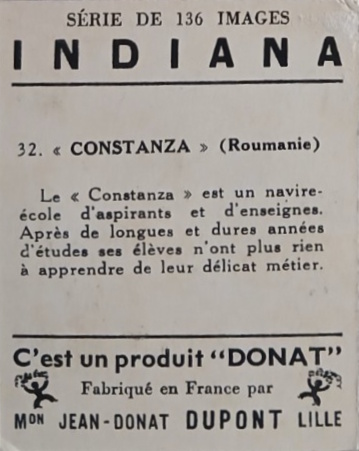 SÉRIE DE 136 IMAGES
INDIANA
32. « CONSTANZA » (Roumanie)
Le « Constanza » est un navire-
école d'aspirants et d'enseignes.
Après de longues et dures années
d'études ses élèves n'ont plus rien
à apprendre de leur délicat métier.
C'est un produit “DONAT”
Fabriqué en France par
MON JEAN-DONAT DUPONT LILLE